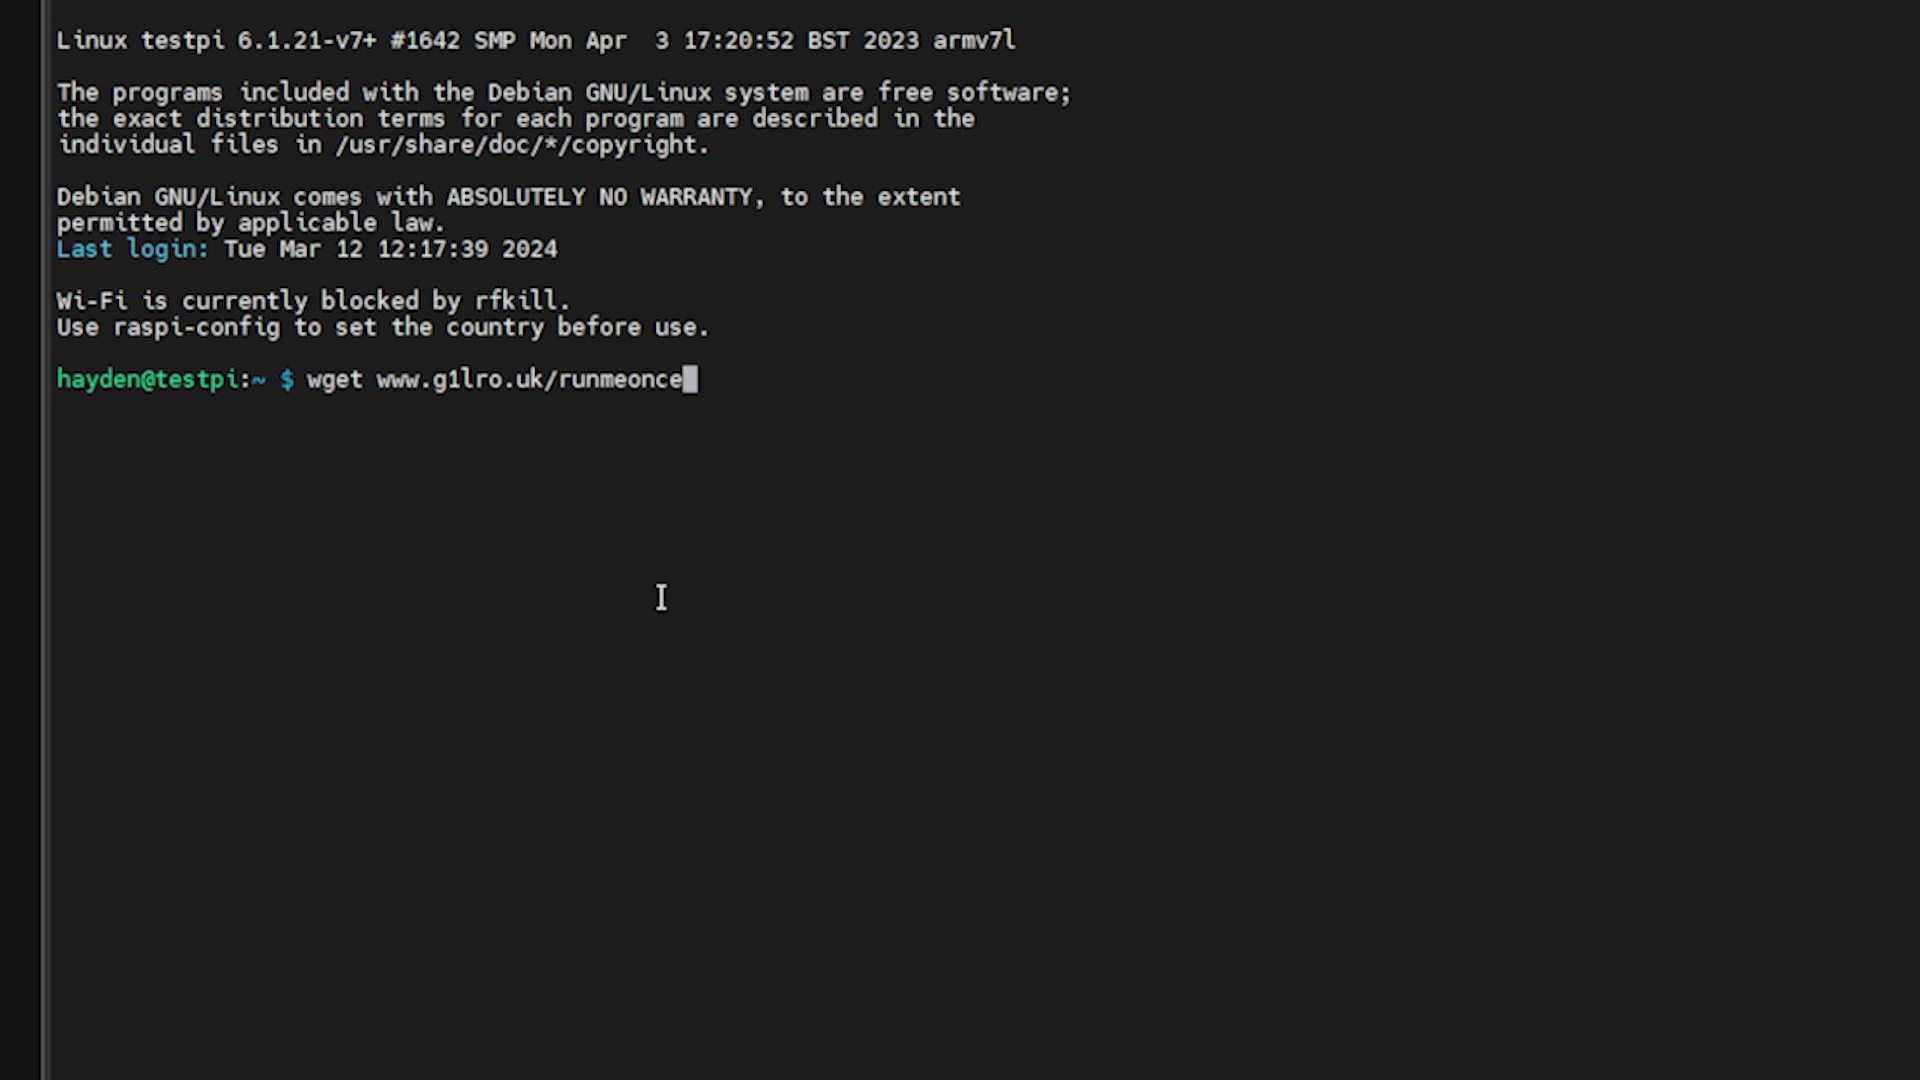 Linux testpi 6.1.21-v7+ #1642 SMP Mon Apr  3 17:20:52 BST 2023 armv7l
The programs included with the Debian GNU/Linux system are free software;
the exact distribution terms for each program are described in the
individual files in /usr/share/doc/*/copyright.
Debian GNU/Linux comes with ABSOLUTELY NO WARRANTY, to the extent
permitted by applicable law.
Last login: Tue Mar 12 12:17:39 2024
Wi-Fi is currently blocked by rfkill.
Use raspi-config to set the country before use.
hayden@testpi:~ $ wget www.g1lro.uk/runmeonce